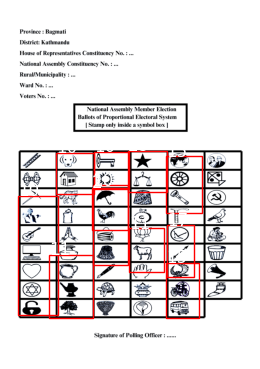 Province : Bagmati
District: Kathmandu
House of Representatives Constituency No. : ...
National Assembly Constituency No. : ...
Rural/Municipality : ...
Ward No. : ...
Voters No. : ...
National Assembly Member Election
Ballots of Proportional Electoral System
[ Stamp only inside a symbol box ]
Signature of Polling Officer : ......